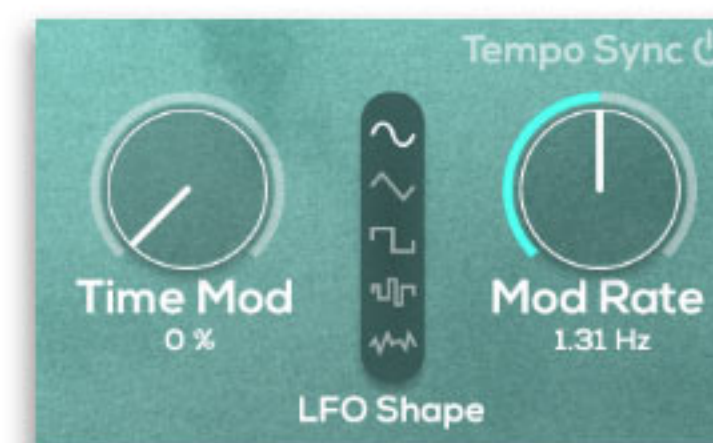 Tempo Sync
Time Mod
0 %
Mod Rate
1.31 Hz
LFO Shape